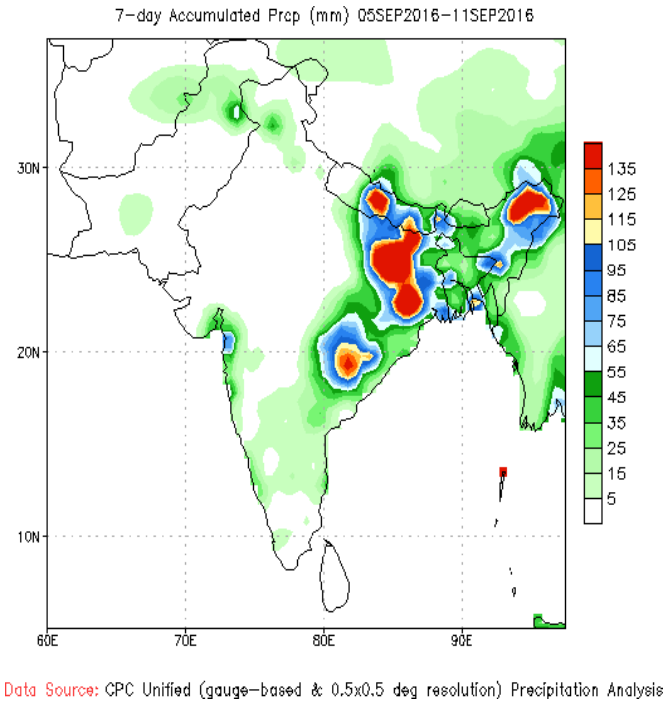 7-day Accumulated Prcp (mm) 05SEP2016-11SEP2016
30N
20N
10N
60E 70E 80E 90E
135
125
115
105
95
85
75
65
55
45
35
25
15
5
Data Source: CPC Unified (gauge-based & 0.5x0.5 deg resolution) Precipitation Analysis